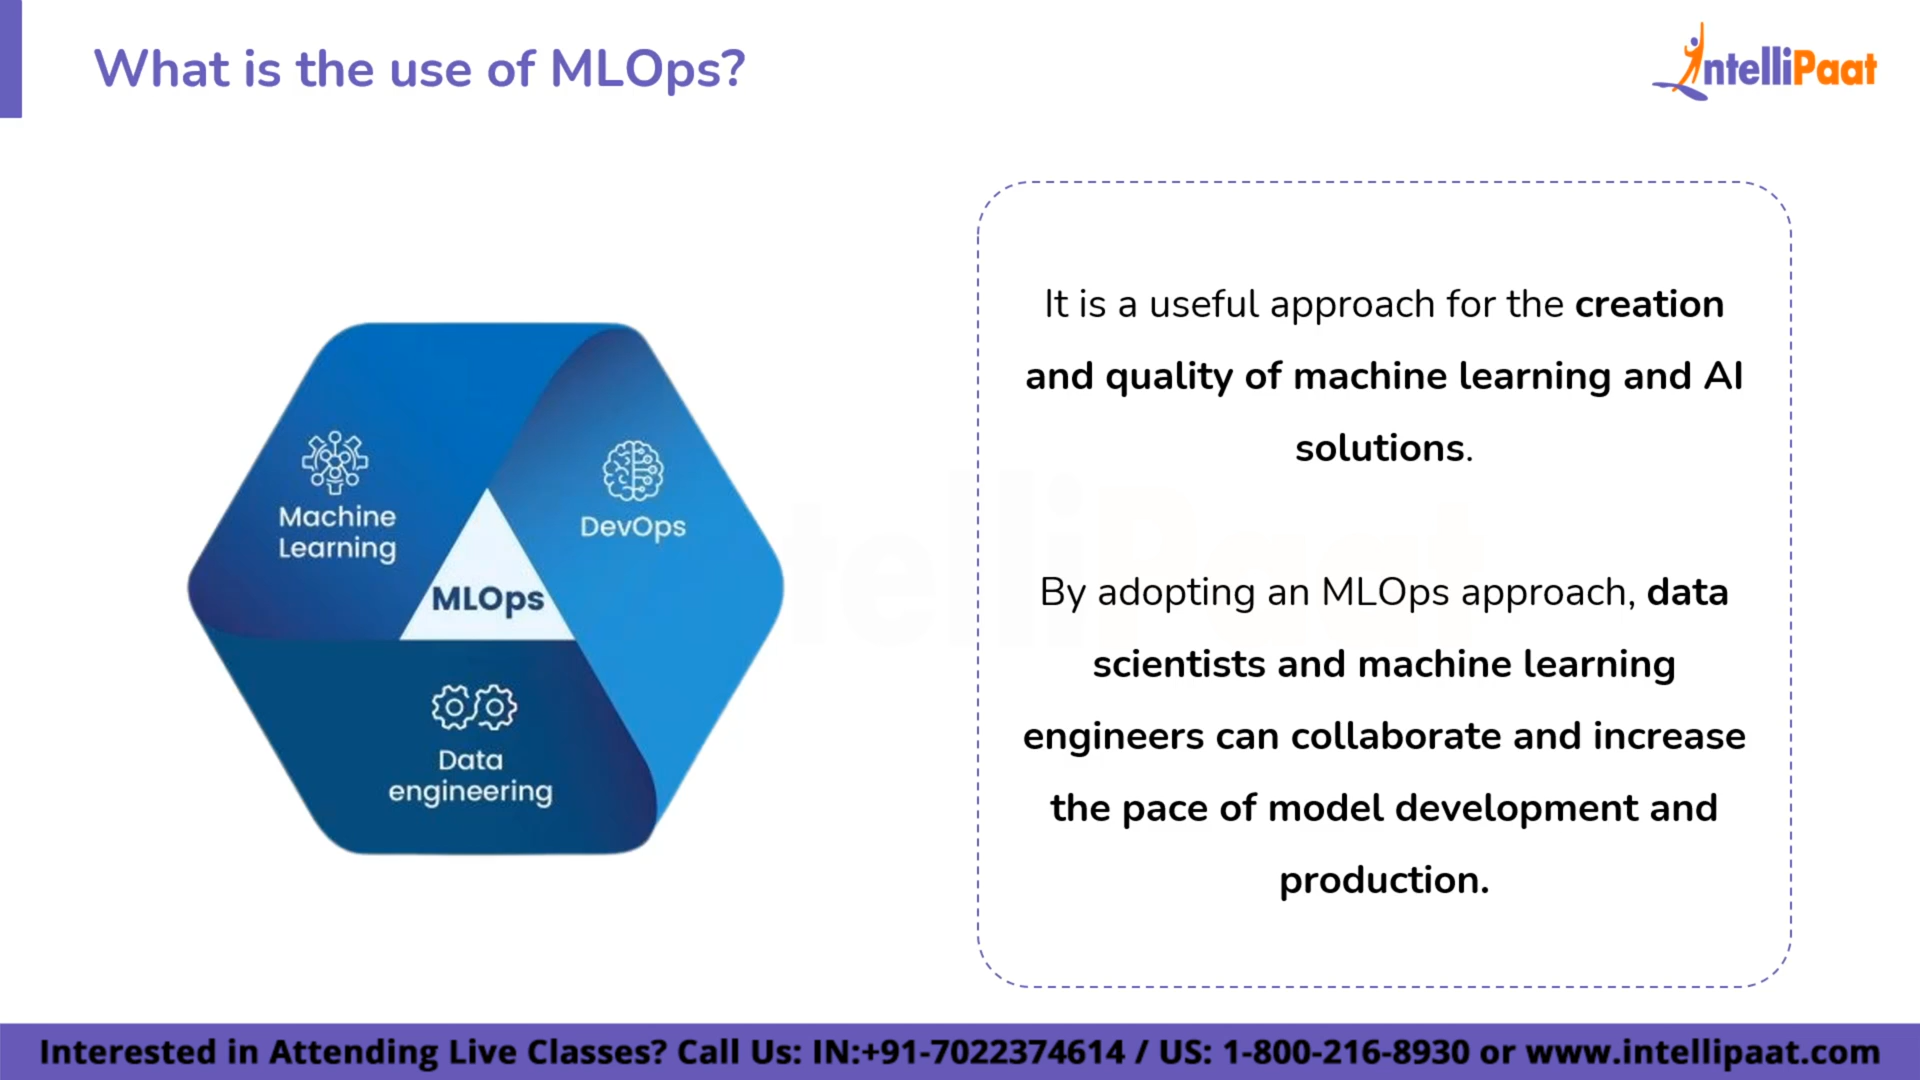 What is the use of MLOps?
IntelliPaat
Machine
Learning
DevOps
MLOps
Data
engineering
It is a useful approach for the creation
and quality of machine learning and AI
solutions.
By adopting an MLOps approach, data
scientists and machine learning
engineers can collaborate and increase
the pace of model development and
production.
Interested in Attending Live Classes? Call Us: IN:+91-7022374614 / US: 1-800-216-8930 or www.intellipaat.com